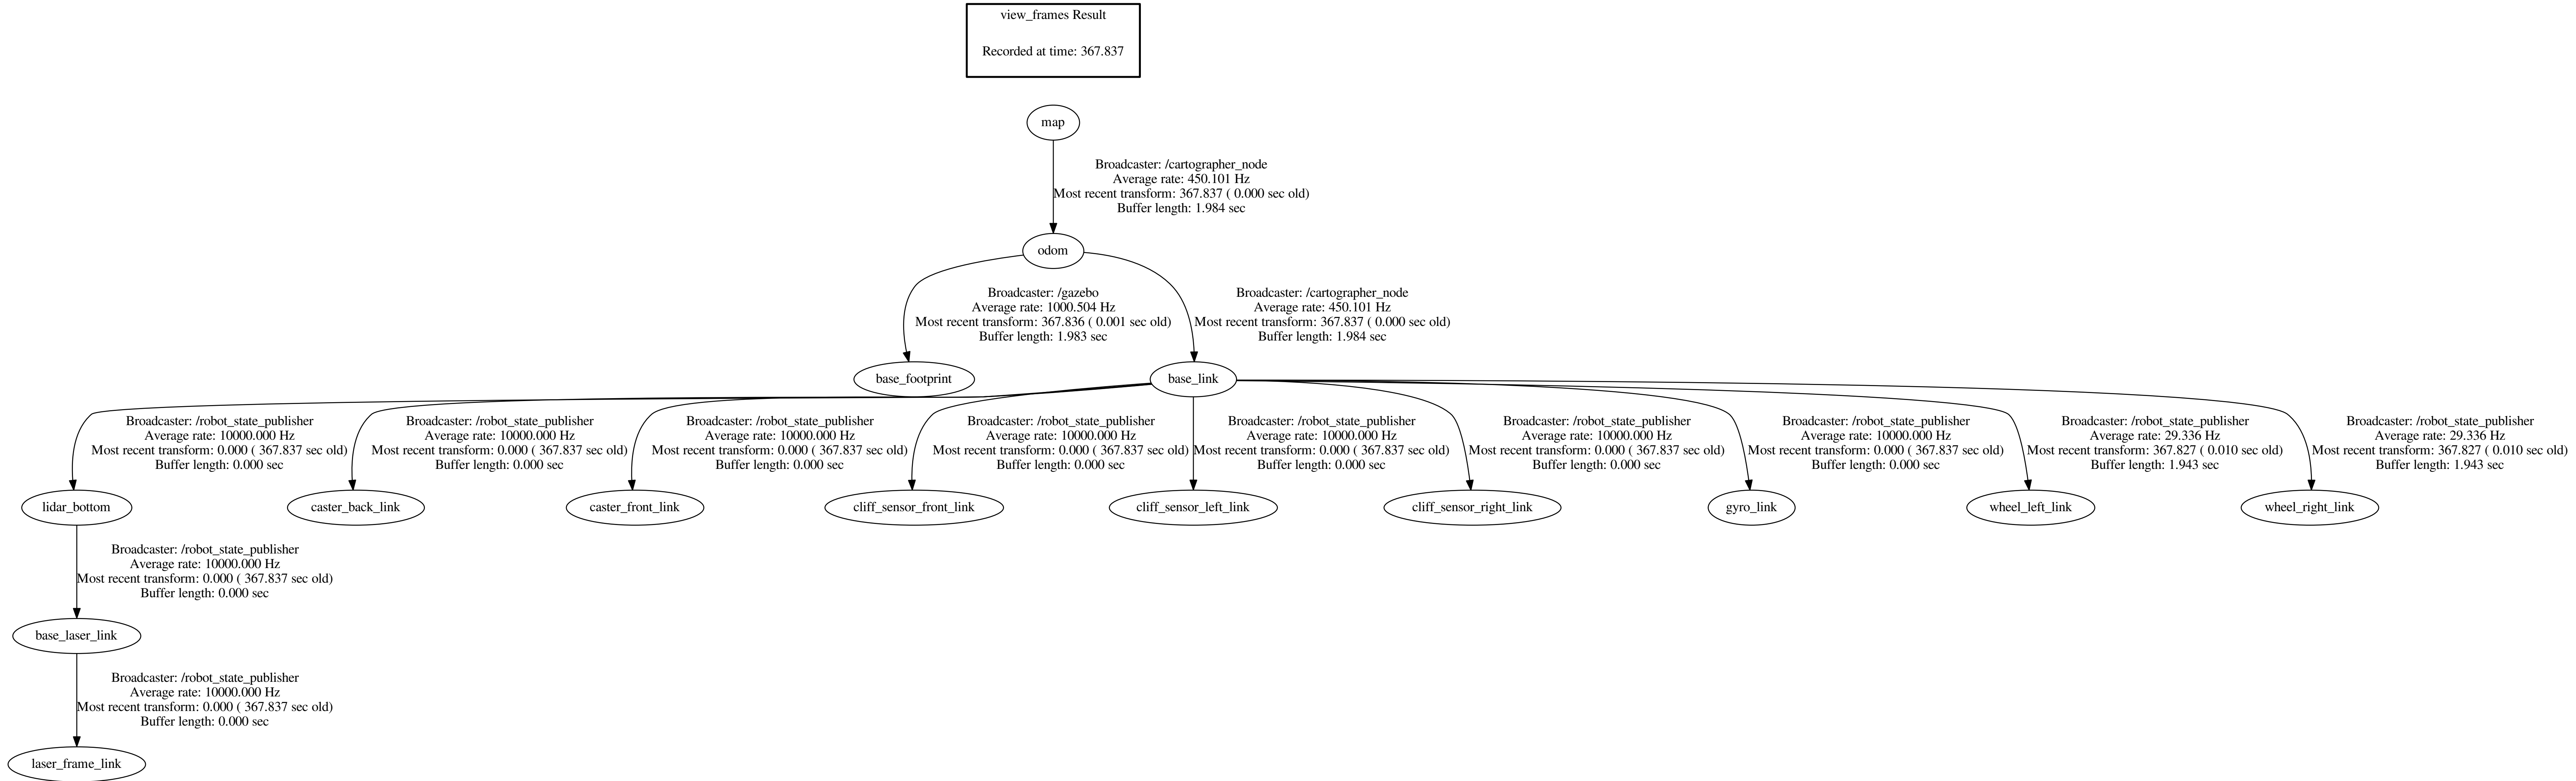 view_frames Result
Recorded at time: 367.837
map
Broadcaster: /cartographer_node
Average rate: 450.101 Hz
Most recent transform: 367.837 ( 0.000 sec old)
Buffer length: 1.984 sec
odom
Broadcaster: /gazebo
Average rate: 1000.504 Hz
Most recent transform: 367.836 ( 0.001 sec old)
Buffer length: 1.983 sec
Broadcaster: /cartographer_node
Average rate: 450.101 Hz
Most recent transform: 367.837 ( 0.000 sec old)
Buffer length: 1.984 sec
base_footprint
base_link
Broadcaster: /robot_state_publisher
Average rate: 10000.000 Hz
Most recent transform: 0.000 ( 367.837 sec old)
Buffer length: 0.000 sec
Broadcaster: /robot_state_publisher
Average rate: 10000.000 Hz
Most recent transform: 0.000 ( 367.837 sec old)
Buffer length: 0.000 sec
Broadcaster: /robot_state_publisher
Average rate: 10000.000 Hz
Most recent transform: 0.000 ( 367.837 sec old)
Buffer length: 0.000 sec
Broadcaster: /robot_state_publisher
Average rate: 10000.000 Hz
Most recent transform: 0.000 ( 367.837 sec old)
Buffer length: 0.000 sec
Broadcaster: /robot_state_publisher
Average rate: 10000.000 Hz
Most recent transform: 0.000 ( 367.837 sec old)
Buffer length: 0.000 sec
Broadcaster: /robot_state_publisher
Average rate: 10000.000 Hz
Most recent transform: 0.000 ( 367.837 sec old)
Buffer length: 0.000 sec
Broadcaster: /robot_state_publisher
Average rate: 10000.000 Hz
Most recent transform: 0.000 ( 367.837 sec old)
Buffer length: 0.000 sec
Broadcaster: /robot_state_publisher
Average rate: 29.336 Hz
Most recent transform: 367.827 ( 0.010 sec old)
Buffer length: 1.943 sec
Broadcaster: /robot_state_publisher
Average rate: 29.336 Hz
Most recent transform: 367.827 ( 0.010 sec old)
Buffer length: 1.943 sec
lidar_bottom
caster_back_link
caster_front_link
cliff_sensor_front_link
cliff_sensor_left_link
cliff_sensor_right_link
gyro_link
wheel_left_link
wheel_right_link
Broadcaster: /robot_state_publisher
Average rate: 10000.000 Hz
Most recent transform: 0.000 ( 367.837 sec old)
Buffer length: 0.000 sec
base_laser_link
Broadcaster: /robot_state_publisher
Average rate: 10000.000 Hz
Most recent transform: 0.000 ( 367.837 sec old)
Buffer length: 0.000 sec
laser_frame_link